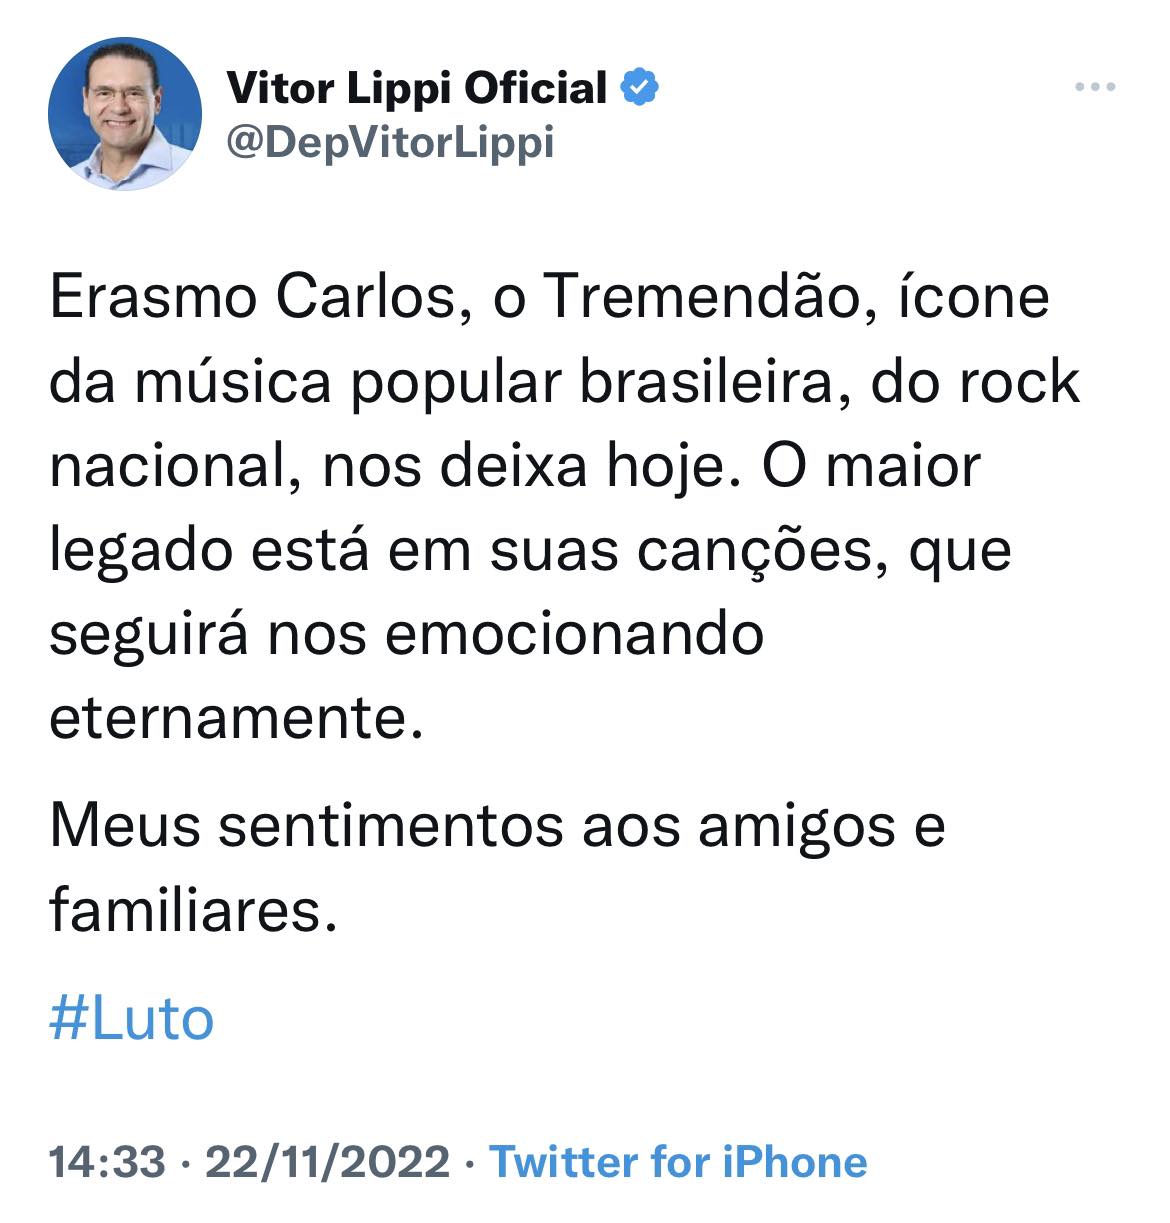 Vitor Lippi Oficial
@DepVitorLippi
Erasmo Carlos, o Tremendão, ícone
da música popular brasileira, do rock
nacional, nos deixa hoje. O maior
legado está em suas canções, que
seguirá nos emocionando
eternamente.
Meus sentimentos aos amigos e
familiares.
#Luto
14:33 · 22/11/2022 · Twitter for iPhone